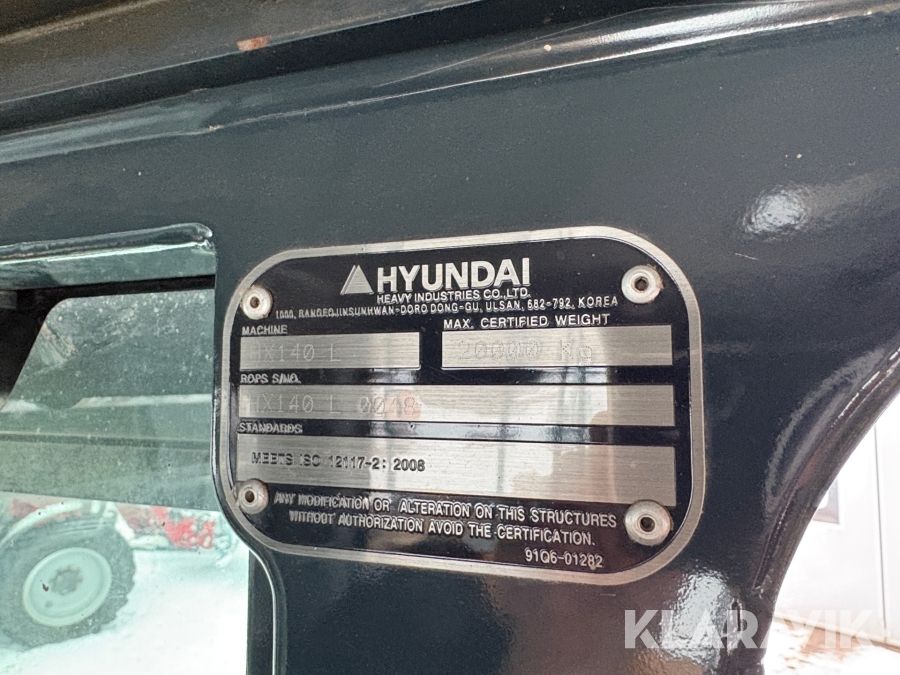 HYUNDAI
HEAVY INDUSTRIES CO., LTD.
1000, BANGEOJINSUNHWAN-DORO DONG-GU, ULSAN, 682-792, KOREA
MACHINE
MAX. CERTIFIED WEIGHT
HX140 L
20000 Kg
ROPS S/NO.
HX140 L 0048
STANDARDS
MEETS ISO 12117-2: 2008
ANY MODIFICATION OR ALTERATION ON THIS STRUCTURES
WITHOUT AUTHORIZATION AVOID THE CERTIFICATION.
91Q6-01282
KLARAVIK